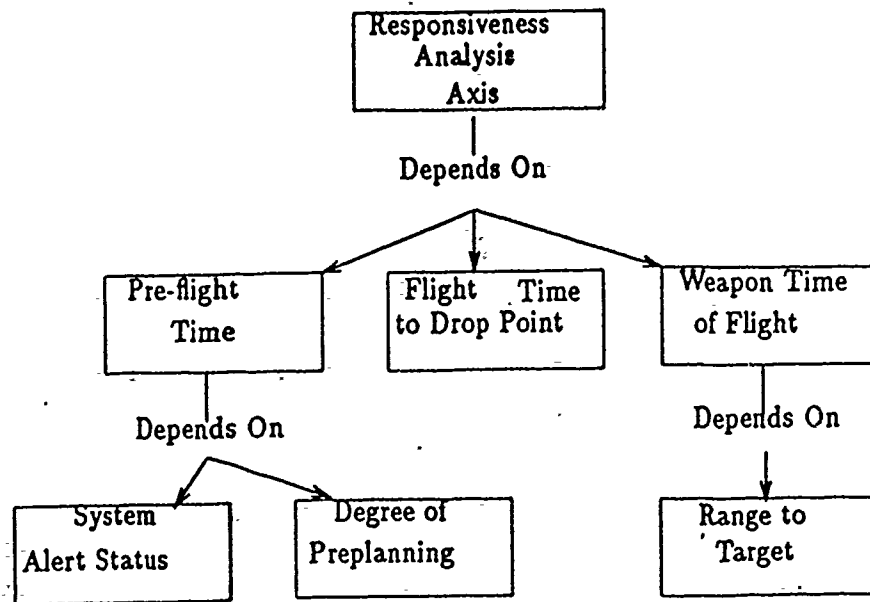 Responsiveness
Analysis
Axis
Depends On
Pre-flight
Time
Flight Time
to Drop Point
Weapon Time
of Flight
Depends On
Depends On
System
Alert Status
Degree of
Preplanning
Range to
Target